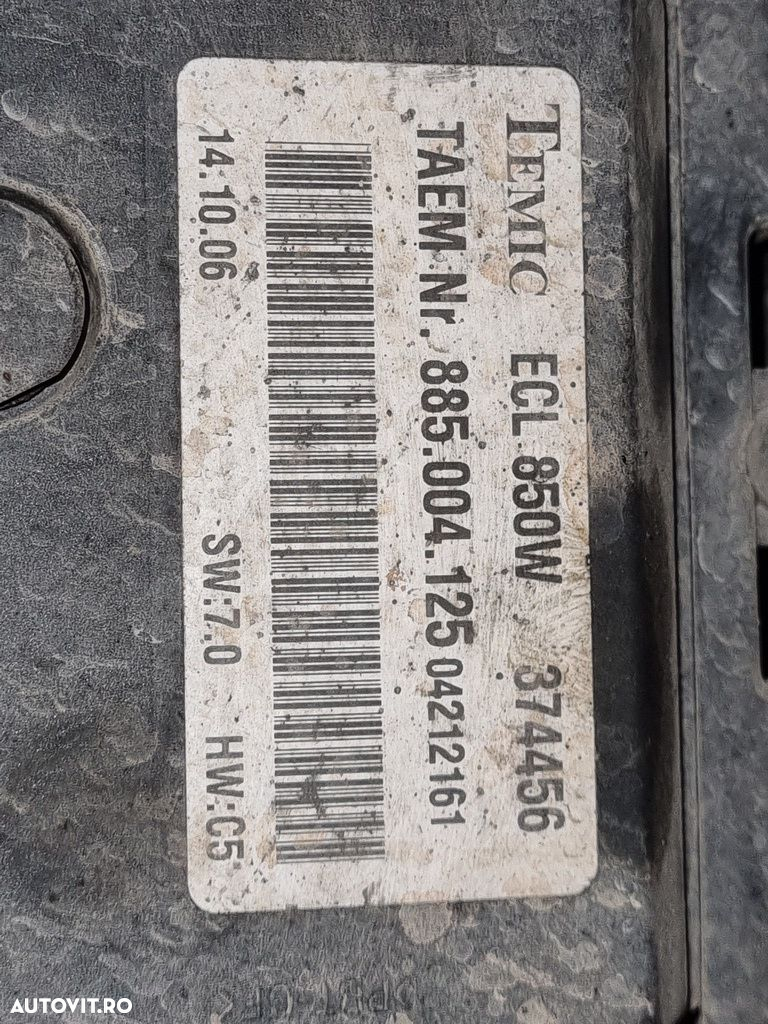 TEMIC ECL 850W 374456
TAEM.Nr. 885.004.125 04212161
14.10.06 SW:7.0 HW:C5
AUTOVIT.RO